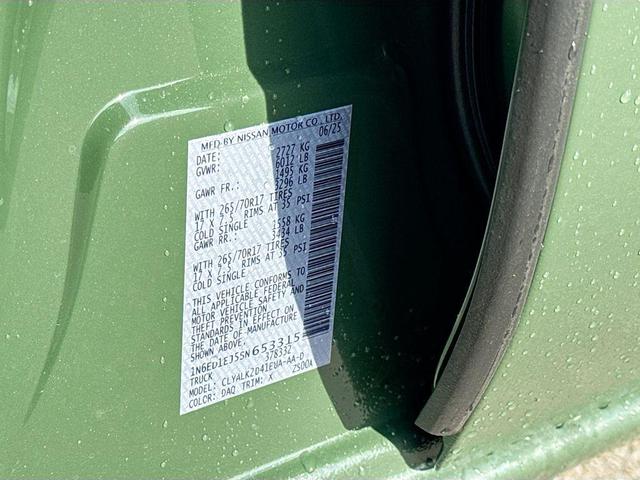 MFD BY NISSAN MOTOR CO., LTD.
DATE: 06/25
GVWR: 2727 KG
6012 LB
GAWR FR.: 1495 KG
3296 LB
WITH 265/70R17 TIRES
17 X 7.5 RIMS AT 35 PSI
COLD SINGLE
GAWR RR.: 1558 KG
3434 LB
WITH 265/70R17 TIRES
17 X 7.5 RIMS AT 35 PSI
COLD SINGLE
THIS VEHICLE CONFORMS TO
ALL APPLICABLE FEDERAL
MOTOR VEHICLE SAFETY AND
THEFT PREVENTION
STANDARDS IN EFFECT ON
THE DATE OF MANUFACTURE
SHOWN ABOVE.
1N6ED1EJ5SN653315
TRUCK 378332
MODEL: CLYALK2D41EUA-AA-D
COLOR: DAQ TRIM: X